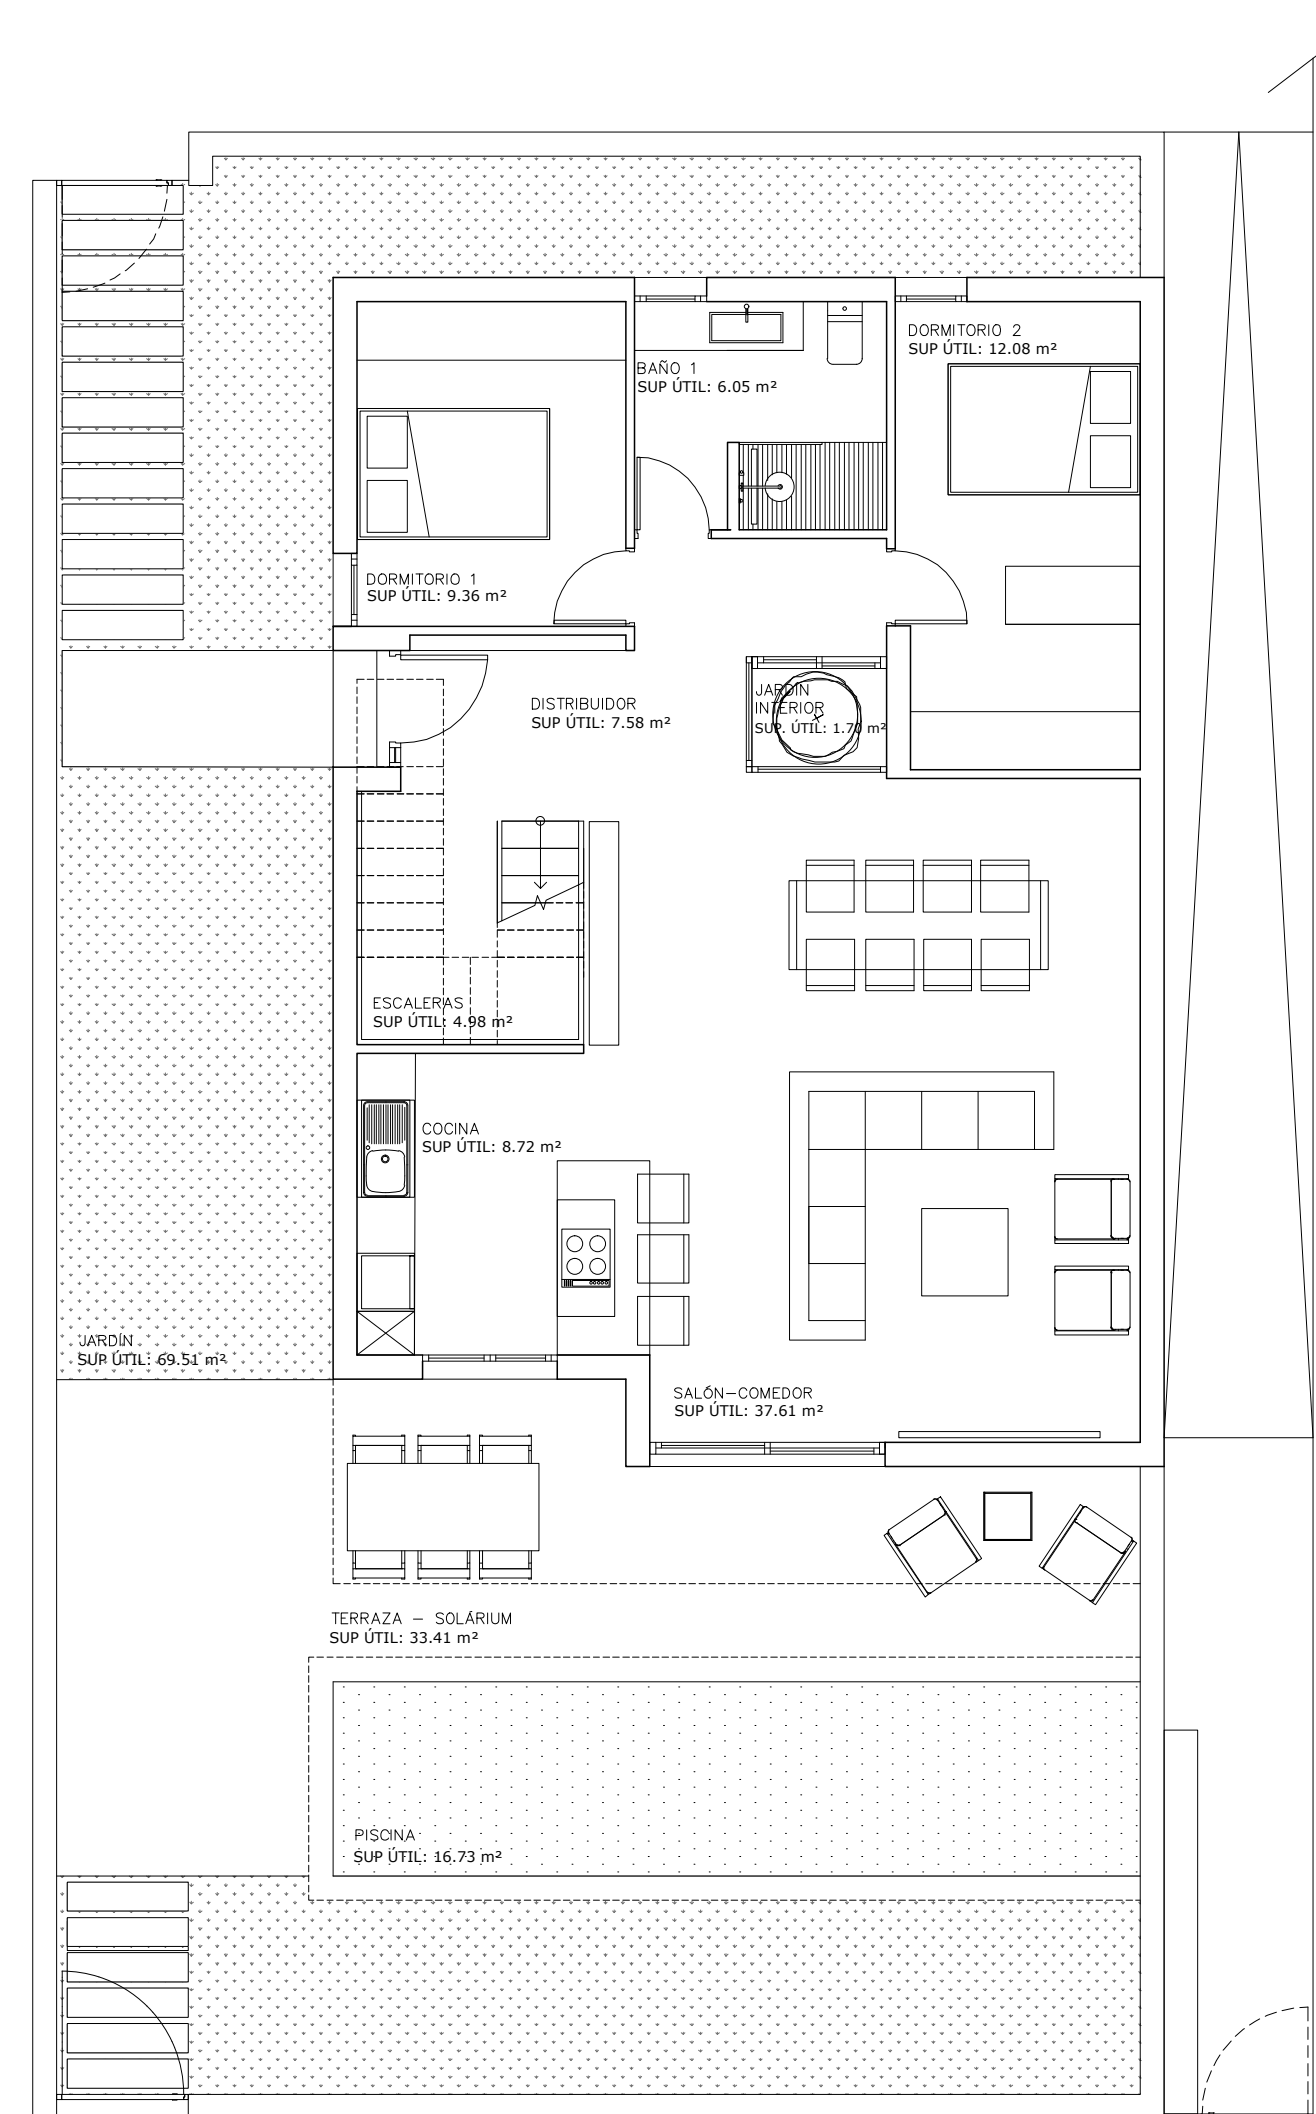 DORMITORIO 2
SUP ÚTIL: 12.08 m²
BAÑO 1
SUP ÚTIL: 6.05 m²
DORMITORIO 1
SUP ÚTIL: 9.36 m²
DISTRIBUIDOR
SUP ÚTIL: 7.58 m²
JARDÍN
INTERIOR
SUP. ÚTIL: 1.70 m²
ESCALERAS
SUP ÚTIL: 4.98 m²
COCINA
SUP ÚTIL: 8.72 m²
JARDÍN
SUP ÚTIL: 69.51 m²
SALÓN-COMEDOR
SUP ÚTIL: 37.61 m²
TERRAZA - SOLÁRIUM
SUP ÚTIL: 33.41 m²
PISCINA
SUP ÚTIL: 16.73 m²